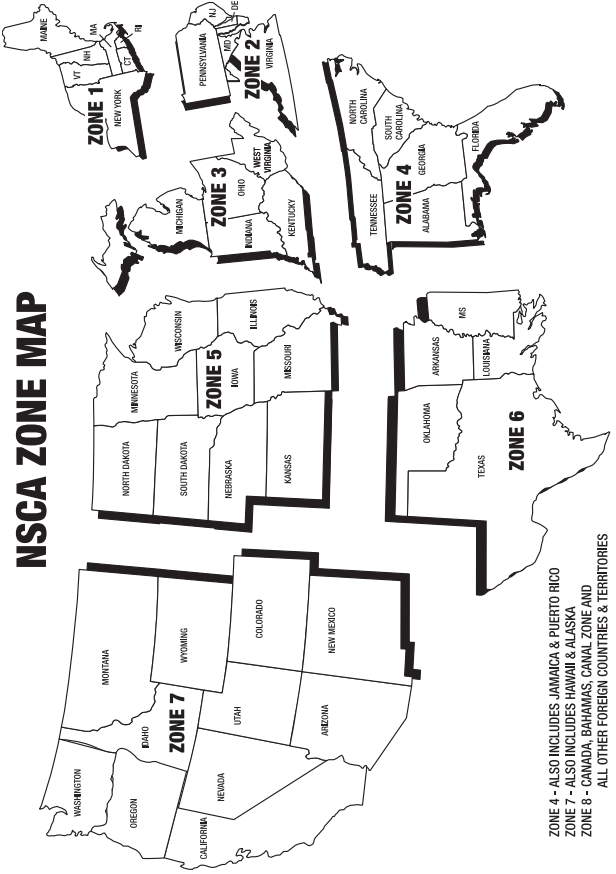 NSCA ZONE MAP
WASHINGTON
OREGON
CALIFORNIA
NEVADA
IDAHO
ZONE 7
MONTANA
WYOMING
UTAH
COLORADO
ARIZONA
NEW MEXICO
NORTH DAKOTA
SOUTH DAKOTA
NEBRASKA
KANSAS
MINNESOTA
ZONE 5
IOWA
MISSOURI
WISCONSIN
ILLINOIS
OKLAHOMA
TEXAS
ZONE 6
ARKANSAS
LOUISIANA
MS
MICHIGAN
ZONE 3
INDIANA
OHIO
WEST
VIRGINIA
KENTUCKY
TENNESSEE
ZONE 4
ALABAMA
GEORGIA
FLORIDA
NORTH
CAROLINA
SOUTH
CAROLINA
ZONE 1
NEW YORK
VT
NH
MAINE
MA
CT
RI
PENNSYLVANIA
NJ
DE
MD
ZONE 2
VIRGINIA
ZONE 4 - ALSO INCLUDES JAMAICA & PUERTO RICO
ZONE 7 - ALSO INCLUDES HAWAII & ALASKA
ZONE 8 - CANADA, BAHAMAS, CANAL ZONE AND
ALL OTHER FOREIGN COUNTRIES & TERRITORIES